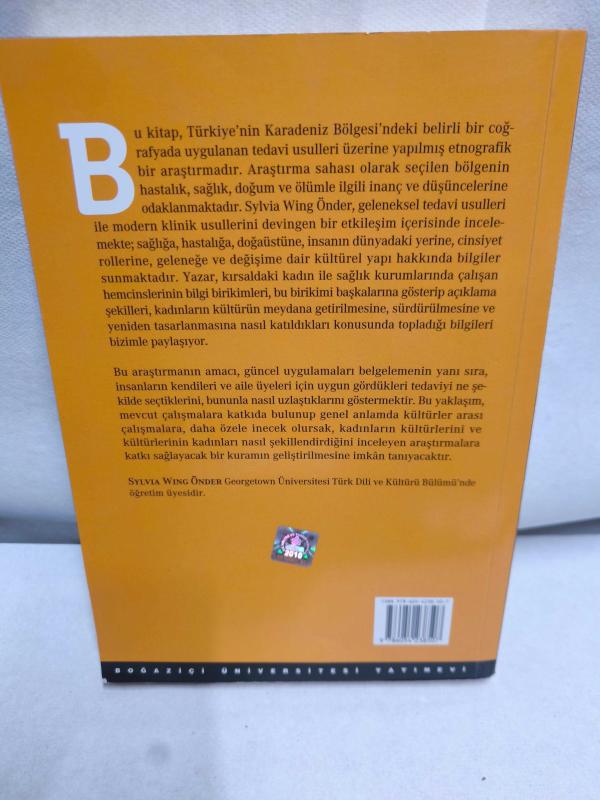 Bu kitap, Türkiye'nin Karadeniz Bölgesi'ndeki belirli bir coğ-
rafyada uygulanan tedavi usulleri üzerine yapılmış etnografik
bir araştırmadır. Araştırma sahası olarak seçilen bölgenin
hastalık, sağlık, doğum ve ölümle ilgili inanç ve düşüncelerine
odaklanmaktadır. Sylvia Wing Önder, geleneksel tedavi usulleri
ile modern klinik usullerini devingen bir etkileşim içerisinde incele-
mekte; sağlığa, hastalığa, doğaüstüne, insanın dünyadaki yerine, cinsiyet
rollerine, geleneğe ve değişime dair kültürel yapı hakkında bilgiler
sunmaktadır. Yazar, kırsaldaki kadın ile sağlık kurumlarında çalışan
hemcinslerinin bilgi birikimleri, bu birikimi başkalarına gösterip açıklama
şekilleri, kadınların kültürün meydana getirilmesine, sürdürülmesine ve
yeniden tasarlanmasına nasıl katıldıkları konusunda topladığı bilgileri
bizimle paylaşıyor.
Bu araştırmanın amacı, güncel uygulamaları belgelemenin yanı sıra,
insanların kendileri ve aile üyeleri için uygun gördükleri tedaviyi ne şe-
kilde seçtiklerini, bununla nasıl uzlaştıklarını göstermektir. Bu yaklaşım,
mevcut çalışmalara katkıda bulunup genel anlamda kültürler arası
çalışmalara, daha özele inecek olursak, kadınların kültürlerini ve
kültürlerinin kadınları nasıl şekillendirdiğini inceleyen araştırmalara
katkı sağlayacak bir kuramın geliştirilmesine imkân tanıyacaktır.
SYLVIA WING ÖNDER Georgetown Üniversitesi Türk Dili ve Kültürü Bülümü'nde
öğretim üyesidir.
2010
BOĞAZİÇİ ÜNİVERSİTESİ YAYINEVİ